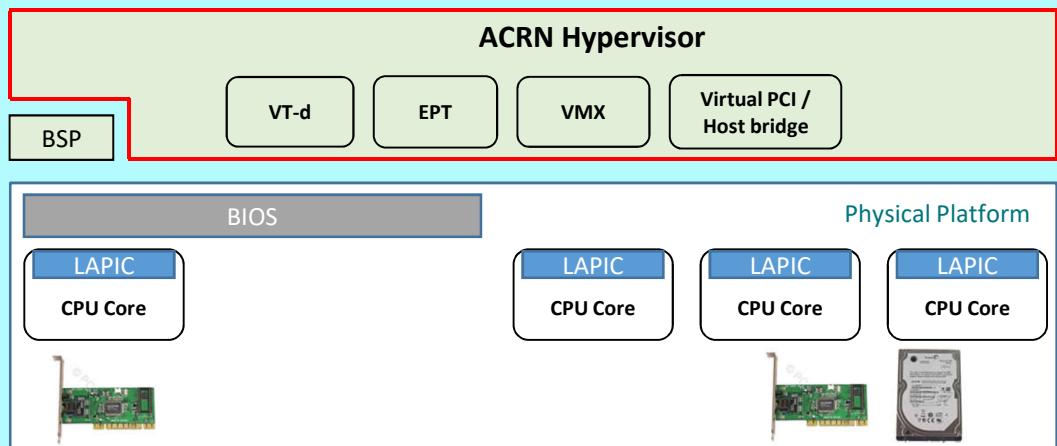 ACRN Hypervisor
VT-d
EPT
VMX
Virtual PCI /
Host bridge
BSP
BIOS
Physical Platform
LAPIC
LAPIC
LAPIC
LAPIC
CPU Core
CPU Core
CPU Core
CPU Core